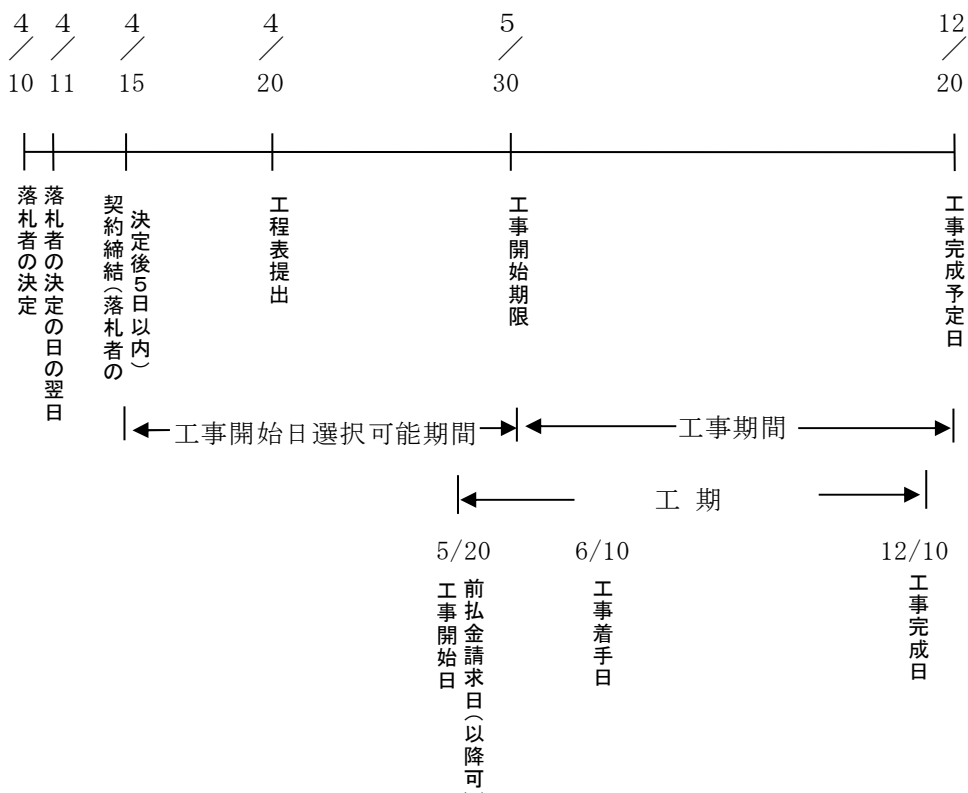 4/10
4/11
4/15
4/20
5/30
12/20
落札者の決定
落札者の決定の日の翌日
契約締結（落札者の
決定後５日以内）
工程表提出
工事開始期限
工事完成予定日
工事開始日選択可能期間
工事期間
工 期
5/20
6/10
12/10
工事開始日
前払金請求日（以降可
工事着手日
工事完成日